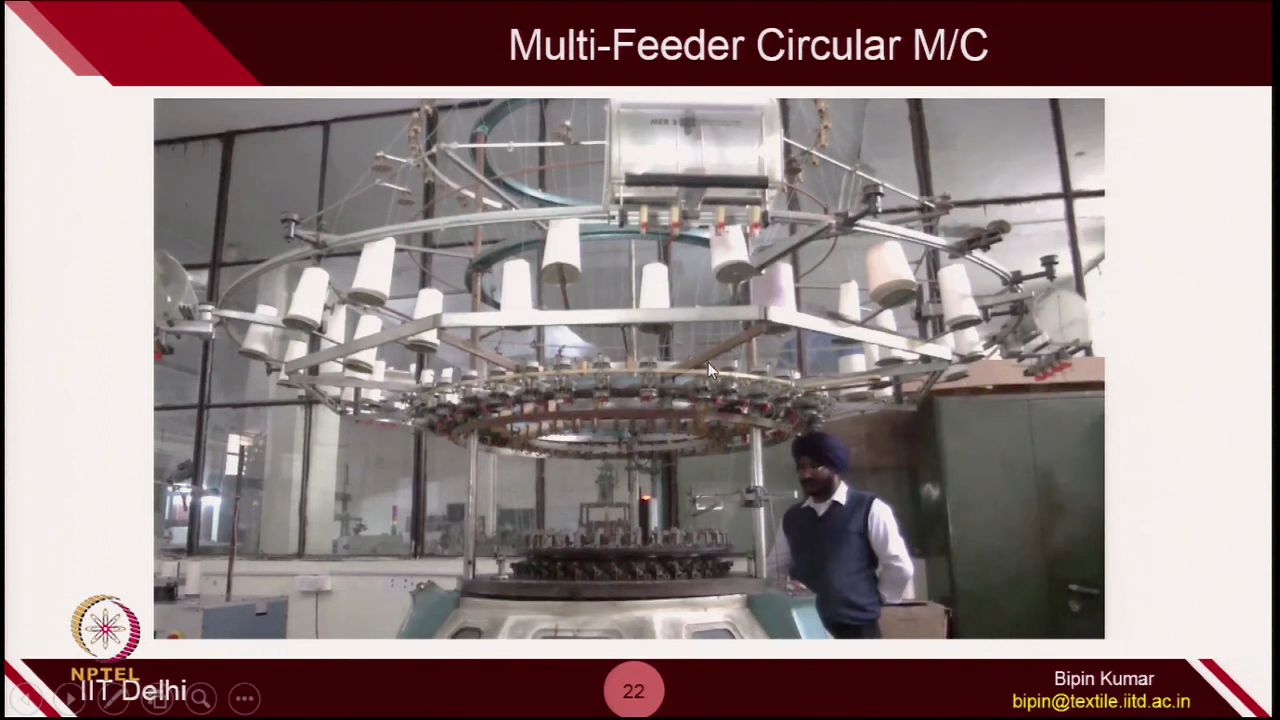 Multi-Feeder Circular M/C
NPTEL
IIT Delhi
22
Bipin Kumar
bipin@textile.iitd.ac.in